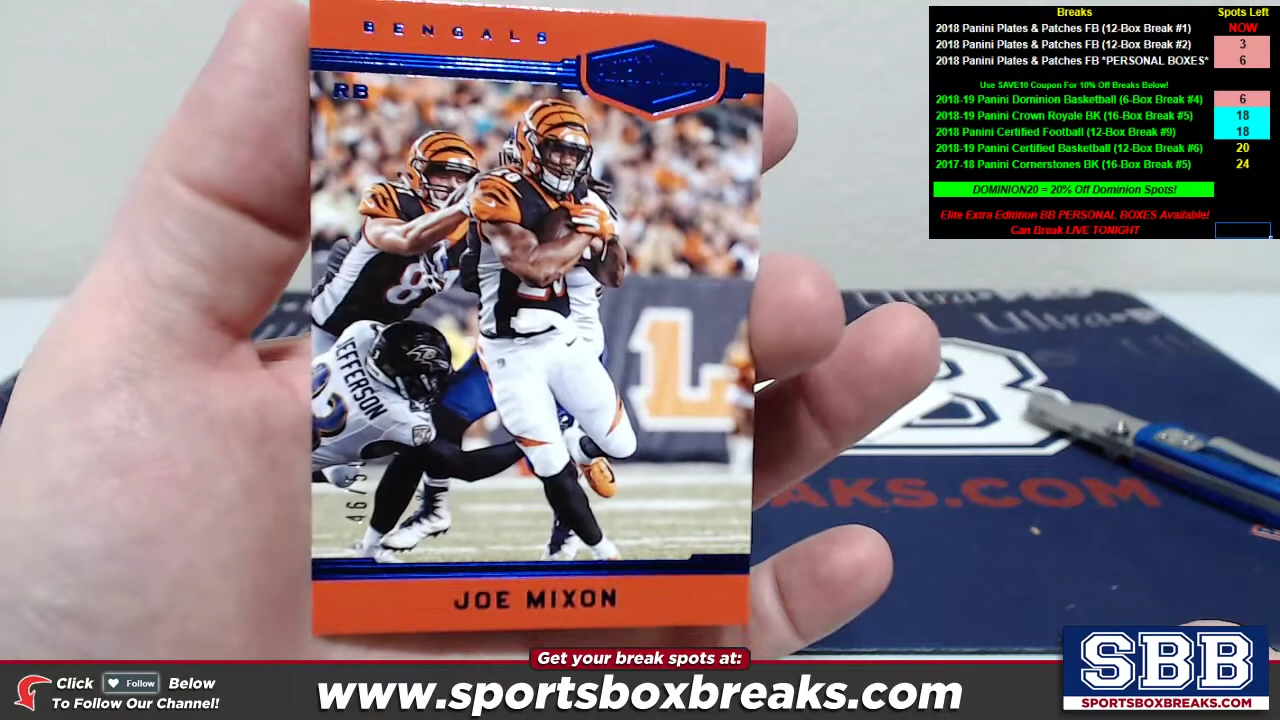 BENGALS
RB
JEFFERSON
46/5
JOE MIXON
Breaks Spots Left
2018 Panini Plates & Patches FB (12-Box Break #1) NOW
2018 Panini Plates & Patches FB (12-Box Break #2) 3
2018 Panini Plates & Patches FB *PERSONAL BOXES* 6
Use SAVE10 Coupon For 10% Off Breaks Below!
2018-19 Panini Dominion Basketball (6-Box Break #4) 6
2018-19 Panini Crown Royale BK (16-Box Break #5) 18
2018 Panini Certified Football (12-Box Break #9) 18
2018-19 Panini Certified Basketball (12-Box Break #6) 20
2017-18 Panini Cornerstones BK (16-Box Break #5) 24
DOMINION20 = 20% Off Dominion Spots!
Elite Extra Edittion BB PERSONAL BOXES Available!
Can Break LIVE TONIGHT
AKS.COM
Get your break spots at:
Click Follow Below
To Follow Our Channel!
www.sportsboxbreaks.com
SBB
SPORTSBOXBREAKS.COM